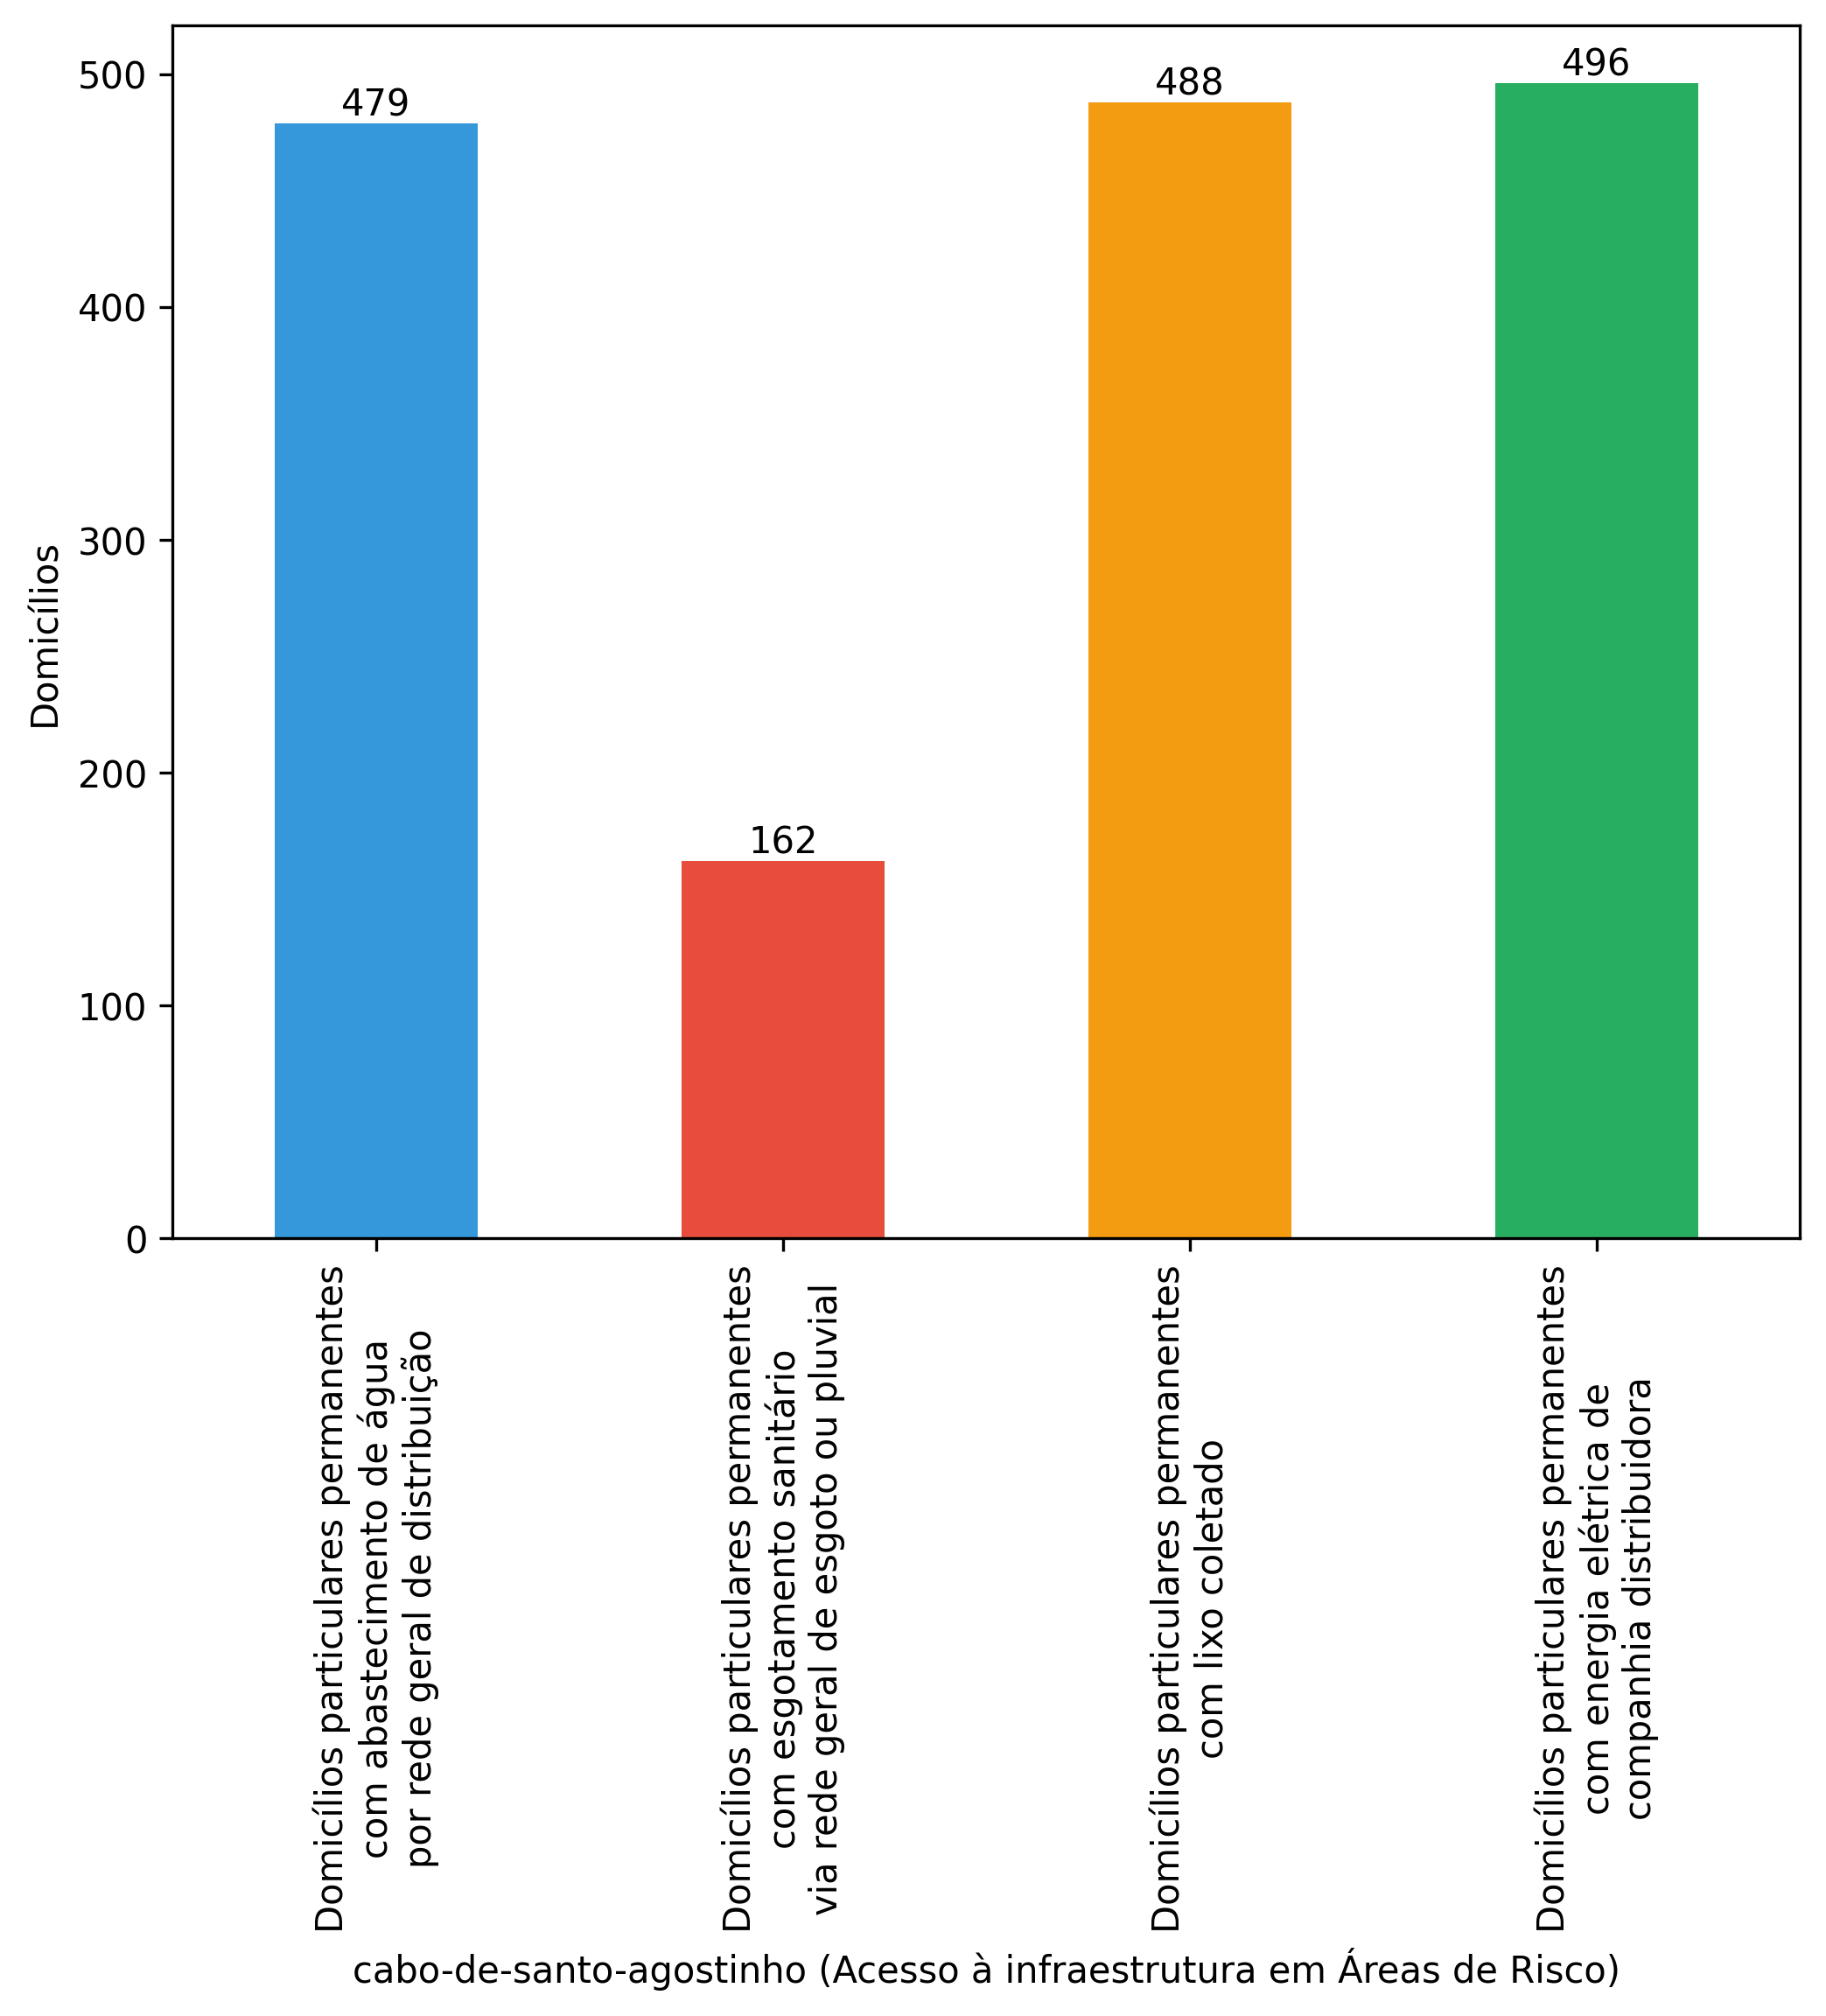 500
400
300
200
100
0
Domicílios
479
162
488
496
Domicílios particulares permanentes
com abastecimento de água
por rede geral de distribuição
Domicílios particulares permanentes
com esgotamento sanitário
via rede geral de esgoto ou pluvial
Domicílios particulares permanentes
com lixo coletado
Domicílios particulares permanentes
com energia elétrica de
companhia distribuidora
cabo-de-santo-agostinho (Acesso à infraestrutura em Áreas de Risco)